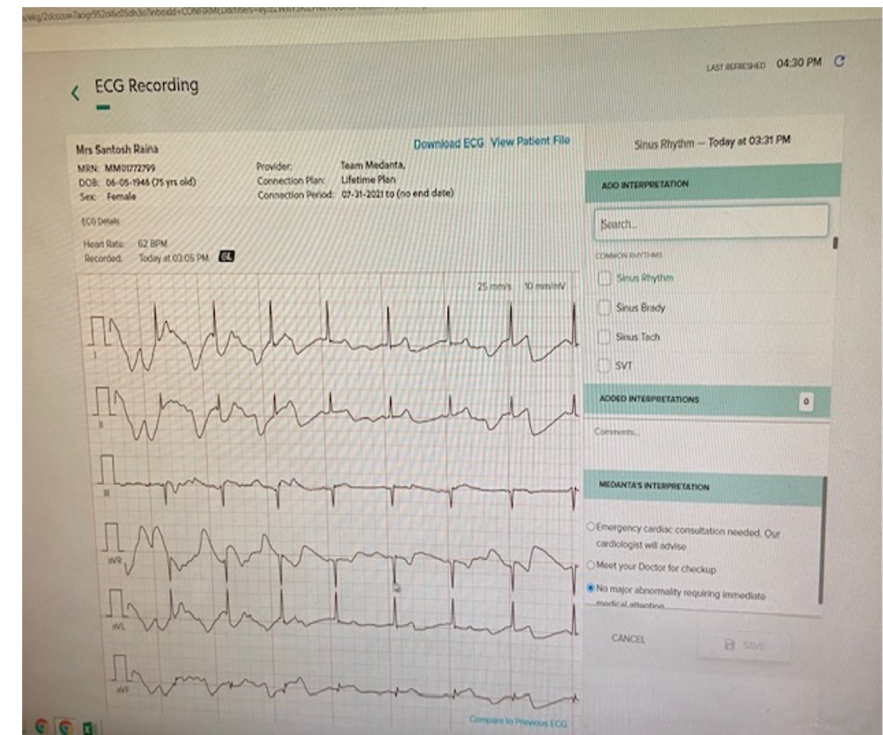 ECG Recording
LAST REFRESHED 04:30 PM
Mrs Santosh Raina
Download ECG View Patient File
MRN: MM01772799
DOB: 06-05-1946 (75 yrs old)
Sex: Female
Provider: Team Medanta,
Connection Plan: Lifetime Plan
Connection Period: 07-31-2021 to (no end date)
ECG Details
Heart Rate: 62 BPM
Recorded: Today at 03:05 PM 6L
25 mm/s 10 mm/mV
I
II
III
aVR
aVL
aVF
Compare to Previous ECG
Sinus Rhythm — Today at 03:31 PM
ADD INTERPRETATION
Search...
COMMON RHYTHMS
Sinus Rhythm
Sinus Brady
Sinus Tach
SVT
ADDED INTERPRETATIONS 0
Comments...
MEDANTA'S INTERPRETATION
Emergency cardiac consultation needed. Our
cardiologist will advise
Meet your Doctor for checkup
No major abnormality requiring immediate
medical attention
CANCEL
SAVE